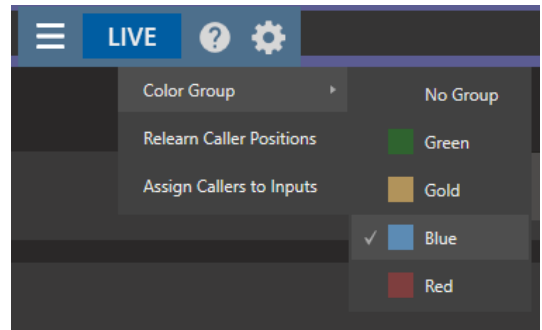 LIVE
?
Color Group
Relearn Caller Positions
Assign Callers to Inputs
No Group
Green
Gold
Blue
Red